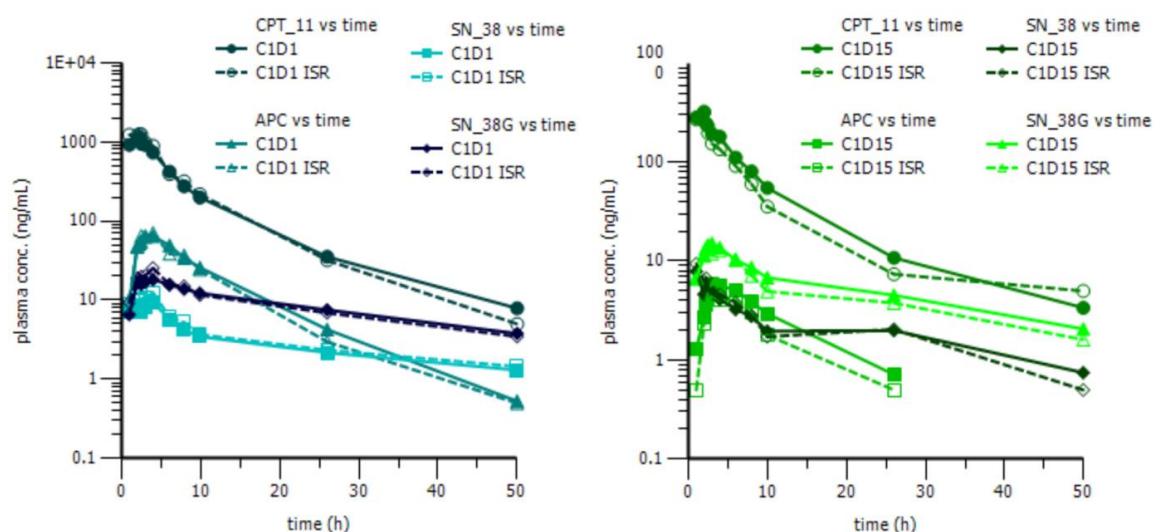 CPT_11 vs time
C1D1
C1D1 ISR
SN_38 vs time
C1D1
C1D1 ISR
APC vs time
C1D1
C1D1 ISR
SN_38G vs time
C1D1
C1D1 ISR
1E+04
1000
100
10
1
0.1
plasma conc. (ng/mL)
0 10 20 30 40 50
time (h)
CPT_11 vs time
C1D15
C1D15 ISR
SN_38 vs time
C1D15
C1D15 ISR
APC vs time
C1D15
C1D15 ISR
SN_38G vs time
C1D15
C1D15 ISR
100
0
100
10
1
0.1
plasma conc. (ng/mL)
0 10 20 30 40 50
time (h)